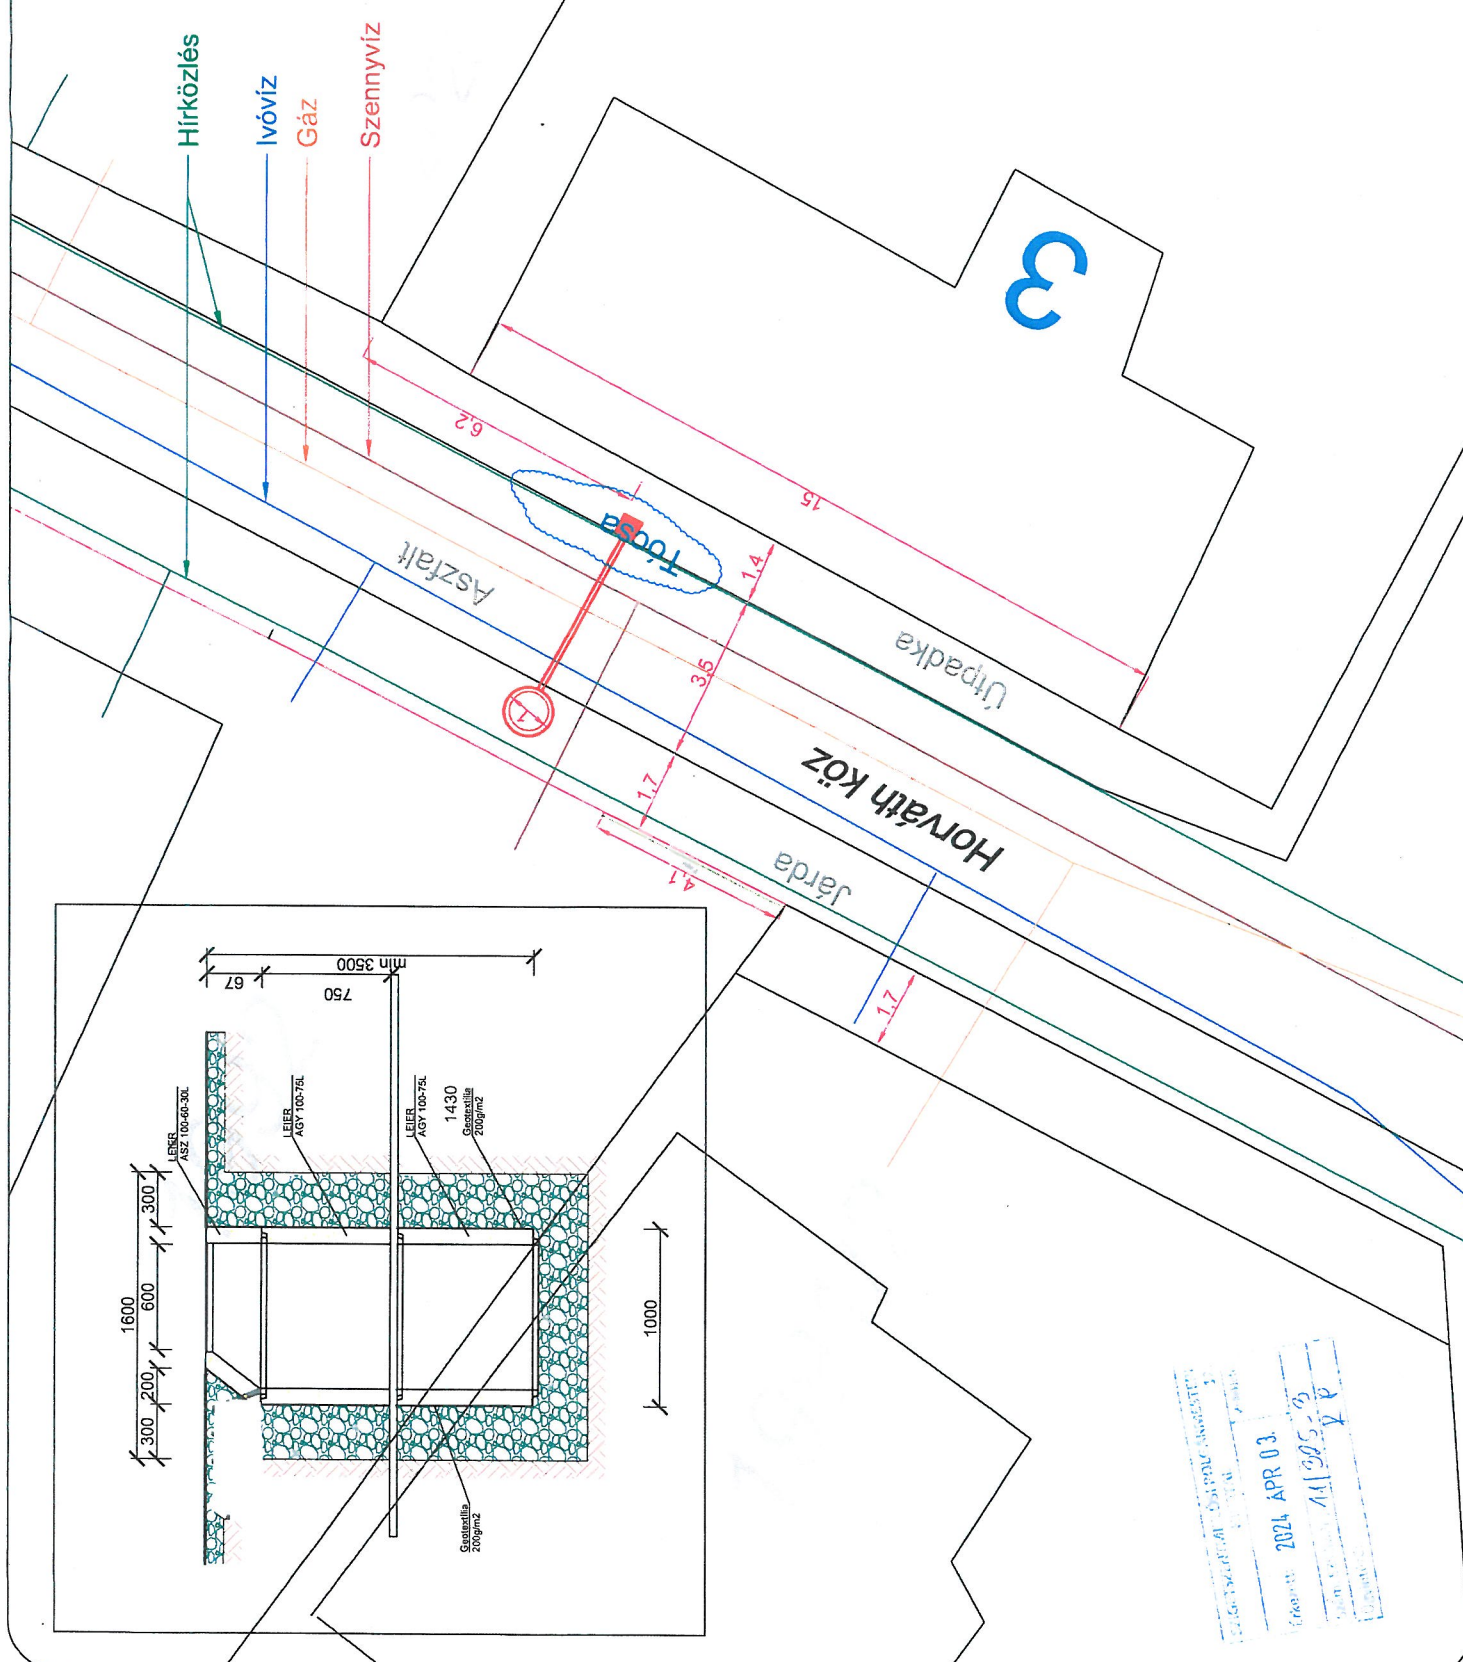 Hírközlés
Ivóvíz
Gáz
Szennyvíz
3
6,2
15
Tócsa
Aszfalt
1,4
3,5
1,7
1
Útpadka
Horváth köz
Járda
4,1
1,7
min 3500
67
750
LEIER
ASZ 100-60-30L
LEIER
AGY 100-75L
LEIER
AGY 100-75L
1430
Geotextília
200g/m2
1600
300
600
200
300
1000
Geotextília
200g/m2
2024 ÁPR 03.